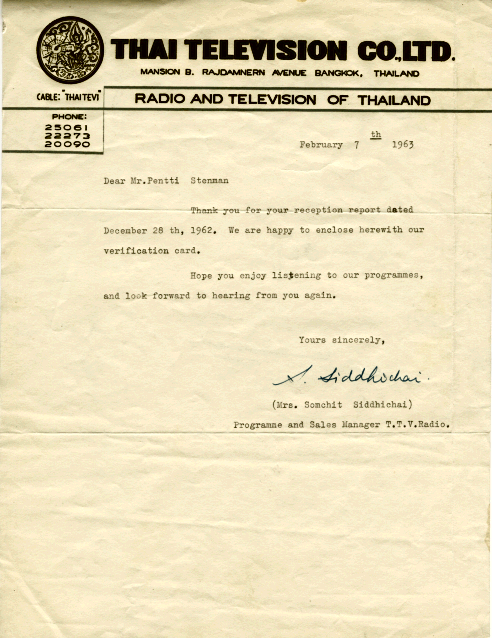 THAI TELEVISION CO.,LTD.
MANSION B. RAJDAMNERN AVENUE BANGKOK, THAILAND
CABLE: "THAITEVI"
RADIO AND TELEVISION OF THAILAND
PHONE:
25061
22273
20090
February 7 th 1963
Dear Mr.Pentti Stenman
Thank you for your reception report dated
December 28 th, 1962. We are happy to enclose herewith our
verification card.
Hope you enjoy listening to our programmes,
and look forward to hearing from you again.
Yours sincerely,
S. Siddhichai.
(Mrs. Somchit Siddhichai)
Programme and Sales Manager T.T.V.Radio.